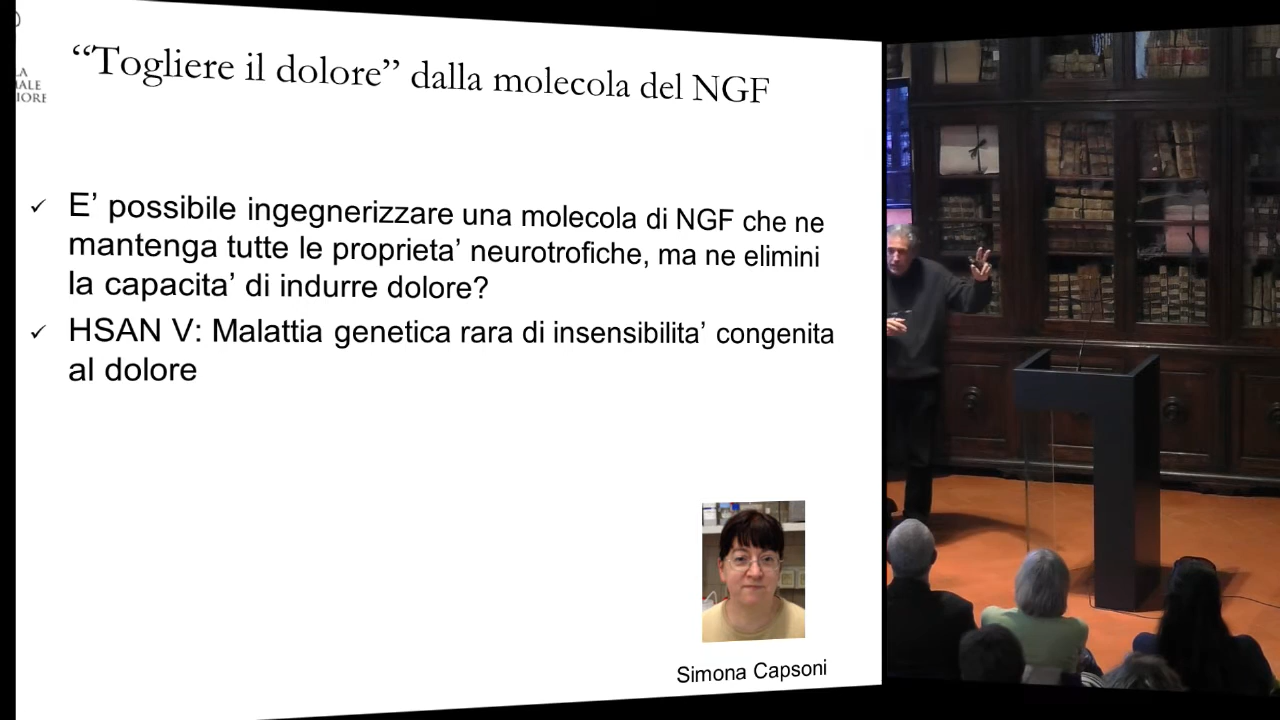 “Togliere il dolore” dalla molecola del NGF
E’ possibile ingegnerizzare una molecola di NGF che ne
mantenga tutte le proprieta’ neurotrofiche, ma ne elimini
la capacita’ di indurre dolore?
HSAN V: Malattia genetica rara di insensibilita’ congenita
al dolore
Simona Capsoni